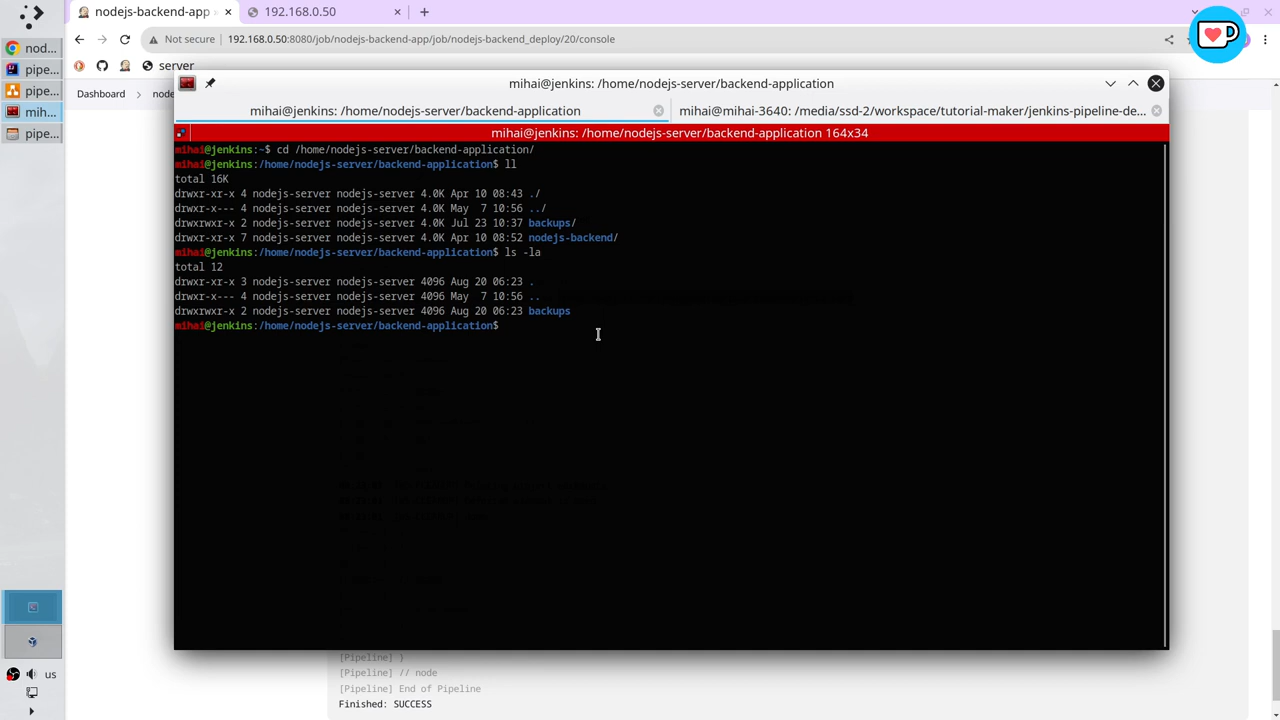 nodejs-backend-app
192.168.0.50
Not secure
192.168.0.50:8080/job/nodejs-backend-app/job/nodejs-backend_deploy/20/console
server
Dashboard
node
nod...
pipe...
pipe...
mih...
pipe...
us
mihai@jenkins: /home/nodejs-server/backend-application
mihai@jenkins: /home/nodejs-server/backend-application
mihai@mihai-3640: /media/ssd-2/workspace/tutorial-maker/jenkins-pipeline-de...
mihai@jenkins: /home/nodejs-server/backend-application 164x34
mihai@jenkins:~$ cd /home/nodejs-server/backend-application/
mihai@jenkins:/home/nodejs-server/backend-application$ ll
total 16K
drwxr-xr-x 4 nodejs-server nodejs-server 4.0K Apr 10 08:43 ./
drwxr-x--- 4 nodejs-server nodejs-server 4.0K May  7 10:56 ../
drwxrwxr-x 2 nodejs-server nodejs-server 4.0K Jul 23 10:37 backups/
drwxr-xr-x 7 nodejs-server nodejs-server 4.0K Apr 10 08:52 nodejs-backend/
mihai@jenkins:/home/nodejs-server/backend-application$ ls -la
total 12
drwxr-xr-x 3 nodejs-server nodejs-server 4096 Aug 20 06:23 .
drwxr-x--- 4 nodejs-server nodejs-server 4096 May  7 10:56 ..
drwxrwxr-x 2 nodejs-server nodejs-server 4096 Aug 20 06:23 backups
mihai@jenkins:/home/nodejs-server/backend-application$
[Pipeline] }
[Pipeline] // node
[Pipeline] End of Pipeline
Finished: SUCCESS